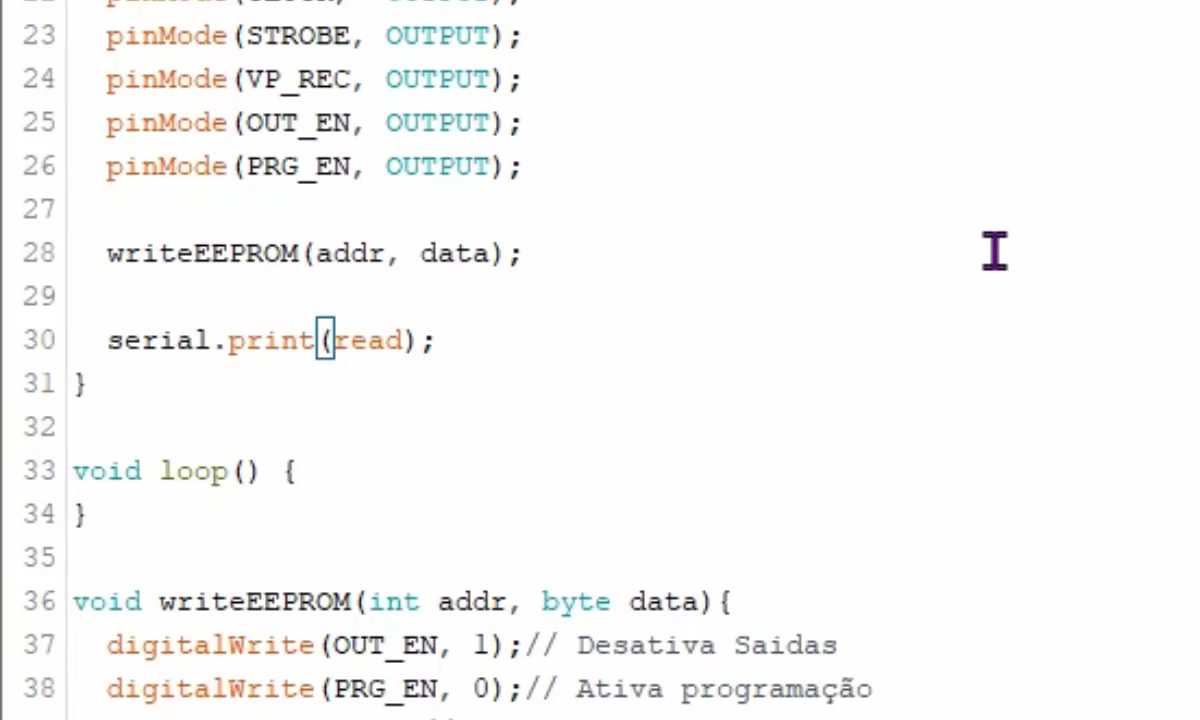 23 pinMode(STROBE, OUTPUT);
24 pinMode(VP_REC, OUTPUT);
25 pinMode(OUT_EN, OUTPUT);
26 pinMode(PRG_EN, OUTPUT);
27
28 writeEEPROM(addr, data);
29
30 serial.print(read);
31 }
32
33 void loop() {
34 }
35
36 void writeEEPROM(int addr, byte data){
37 digitalWrite(OUT_EN, 1);// Desativa Saidas
38 digitalWrite(PRG_EN, 0);// Ativa programação